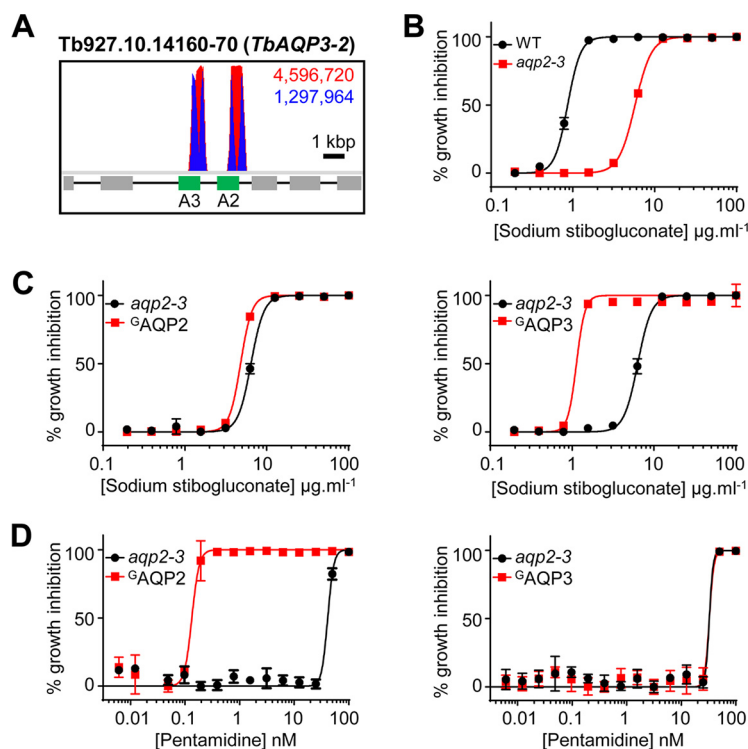 A
Tb927.10.14160-70 (TbAQP3-2)
4,596,720
1,297,964
1 kbp
A3 A2
B
% growth inhibition
100
50
0
WT
aqp2-3
0.1 1 10 100
[Sodium stibogluconate] µg.ml-1
C
% growth inhibition
100
50
0
aqp2-3
GAQP2
0.1 1 10 100
[Sodium stibogluconate] µg.ml-1
% growth inhibition
100
50
0
aqp2-3
GAQP3
0.1 1 10 100
[Sodium stibogluconate] µg.ml-1
D
% growth inhibition
100
50
0
aqp2-3
GAQP2
0.01 0.1 1 10 100
[Pentamidine] nM
% growth inhibition
100
50
0
aqp2-3
GAQP3
0.01 0.1 1 10 100
[Pentamidine] nM